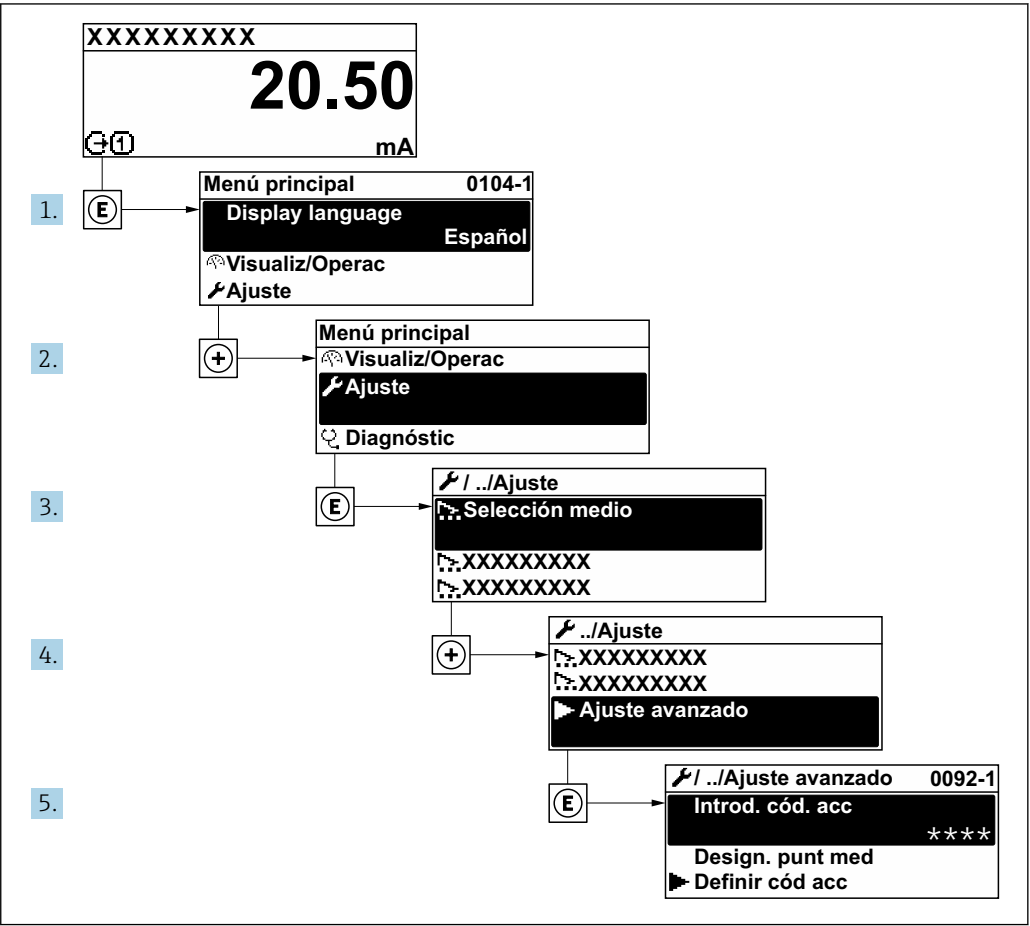 XXXXXXXXX
20.50
1 mA
1. E Menú principal 0104-1
Display language
Español
Visualiz/Operac
Ajuste
Menú principal
2. + Visualiz/Operac
Ajuste
Diagnóstic
/ ../Ajuste
3. E Selección medio
XXXXXXXXX
XXXXXXXXX
../Ajuste
4. + XXXXXXXXX
XXXXXXXXX
Ajuste avanzado
/ ../Ajuste avanzado 0092-1
5. E Introd. cód. acc
****
Design. punt med
Definir cód acc